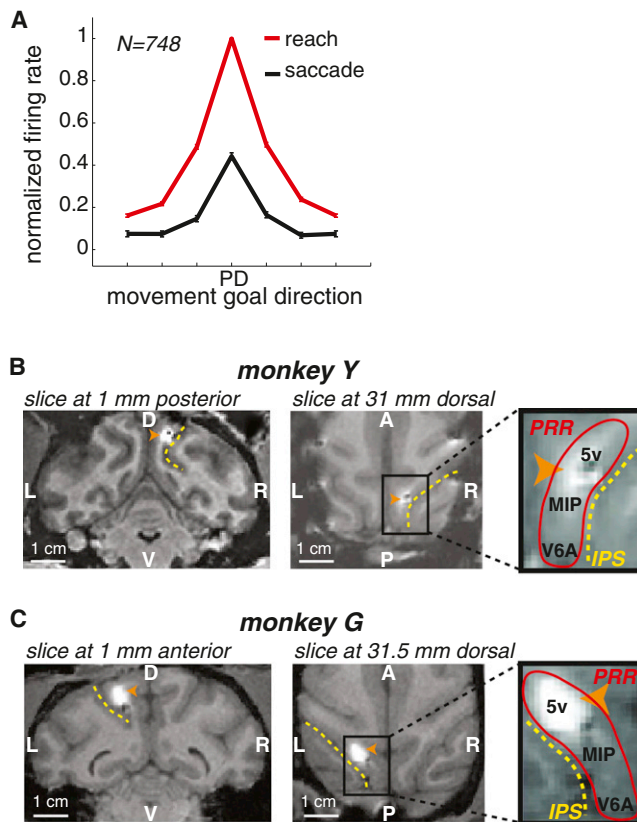 A
N=748
reach
saccade
normalized firing rate
1
0.8
0.6
0.4
0.2
0
PD
movement goal direction
B
monkey Y
slice at 1 mm posterior
slice at 31 mm dorsal
D
L
R
V
1 cm
A
L
R
P
1 cm
PRR
5v
MIP
V6A
IPS
C
monkey G
slice at 1 mm anterior
slice at 31.5 mm dorsal
D
L
R
V
1 cm
A
L
R
P
1 cm
PRR
5v
MIP
IPS
V6A